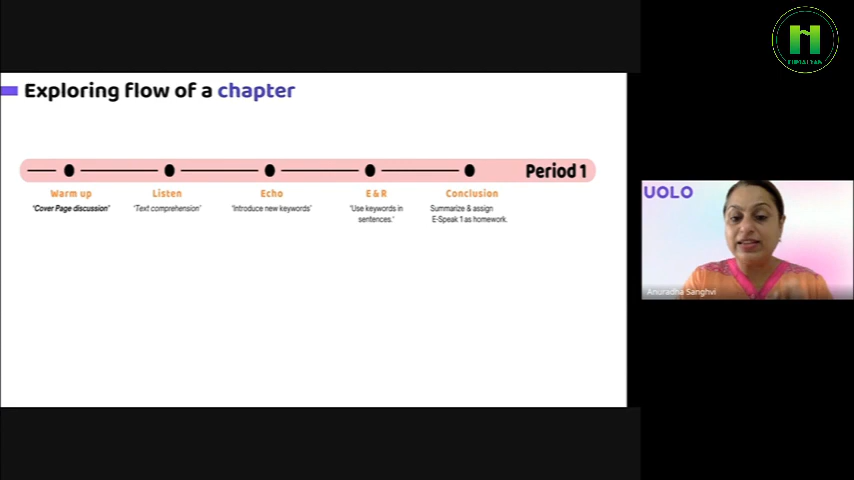 Exploring flow of a chapter
Period 1
Warm up
'Cover Page discussion'
Listen
'Text comprehension'
Echo
'Introduce new keywords'
E & R
'Use keywords in
sentences.'
Conclusion
Summarize & assign
E-Speak 1 as homework.
UOLO
Anuradha Sanghvi